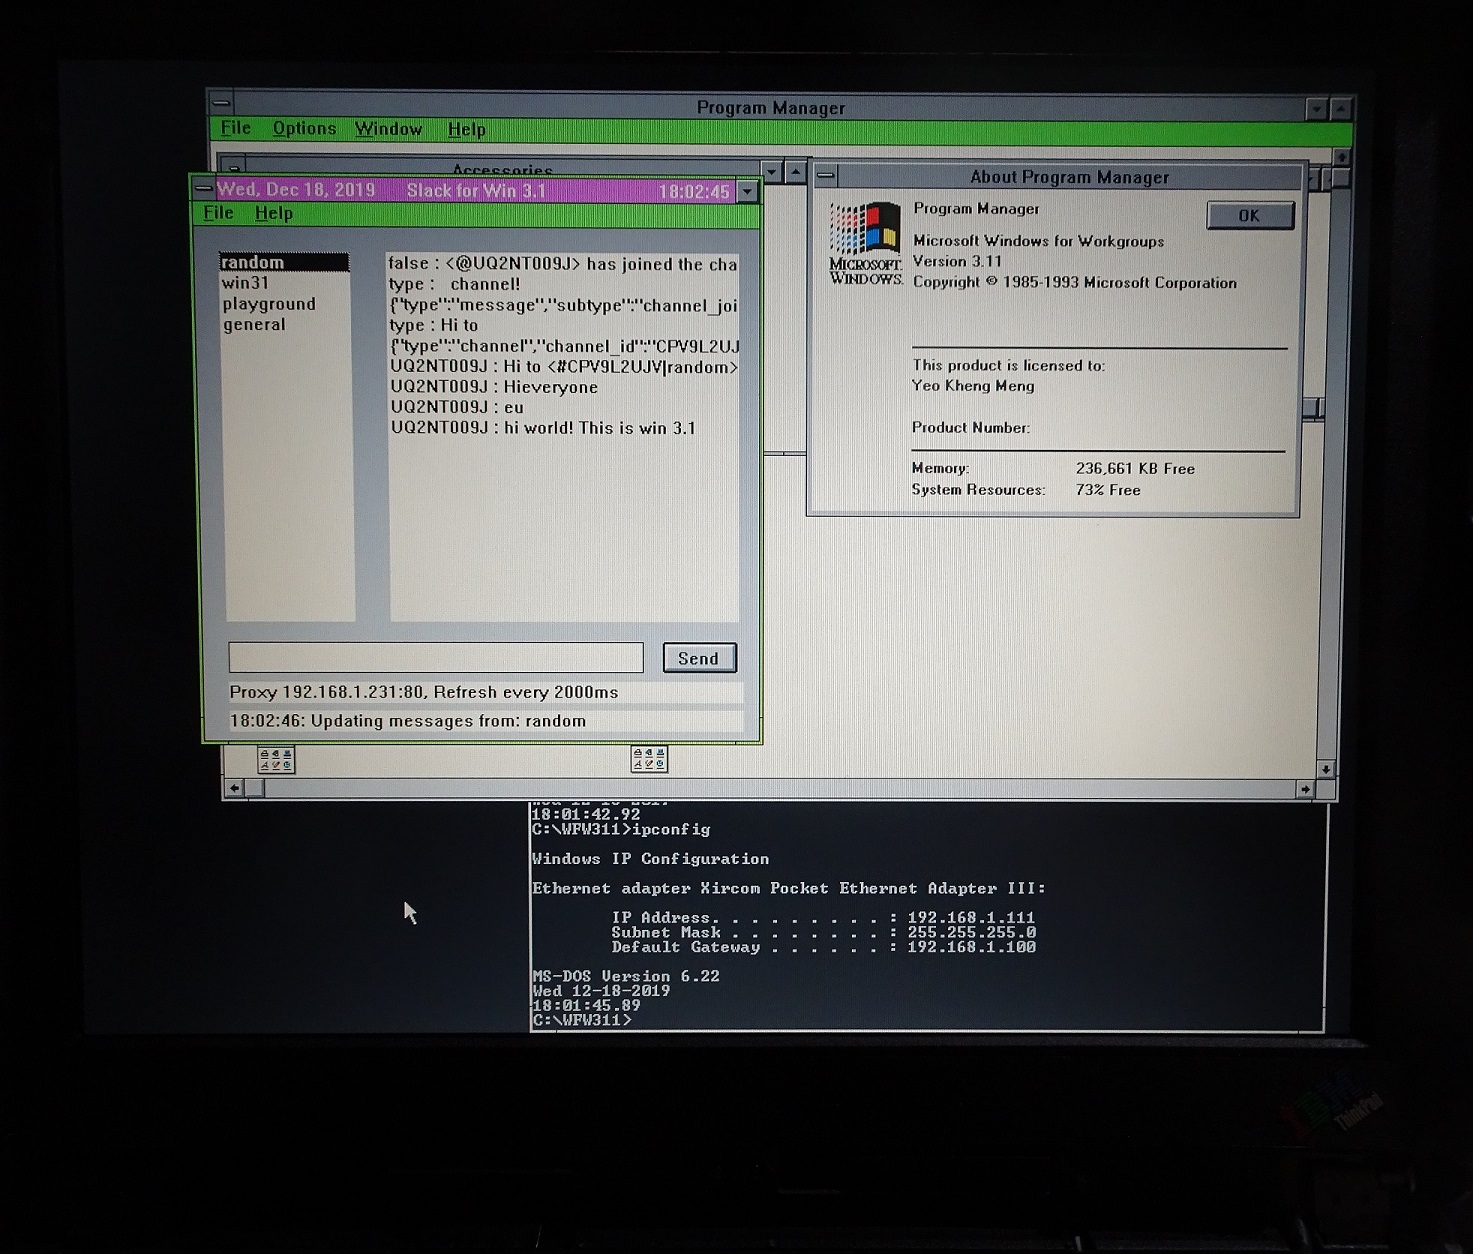 Program Manager
File Options Window Help
Accessories
Wed, Dec 18, 2019 Slack for Win 3.1 18:02:45
File Help
random
win31
playground
general
false : <@UQ2NT009J> has joined the cha
type : channel!
{"type":"message","subtype":"channel_joi
type : Hi to
{"type":"channel","channel_id":"CPV9L2UJ
UQ2NT009J : Hi to <#CPV9L2UJV|random>
UQ2NT009J : Hieveryone
UQ2NT009J : eu
UQ2NT009J : hi world! This is win 3.1
Send
Proxy 192.168.1.231:80, Refresh every 2000ms
18:02:46: Updating messages from: random
About Program Manager
OK
MICROSOFT.
WINDOWS.
Program Manager
Microsoft Windows for Workgroups
Version 3.11
Copyright © 1985-1993 Microsoft Corporation
This product is licensed to:
Yeo Kheng Meng
Product Number:
Memory: 236,661 KB Free
System Resources: 73% Free
18:01:42.92
C:\WFW311>ipconfig
Windows IP Configuration
Ethernet adapter Xircom Pocket Ethernet Adapter III:
IP Address. . . . . . . . . : 192.168.1.111
Subnet Mask . . . . . . . . : 255.255.255.0
Default Gateway . . . . . . : 192.168.1.100
MS-DOS Version 6.22
Wed 12-18-2019
18:01:45.89
C:\WFW311>
IBM
ThinkPad